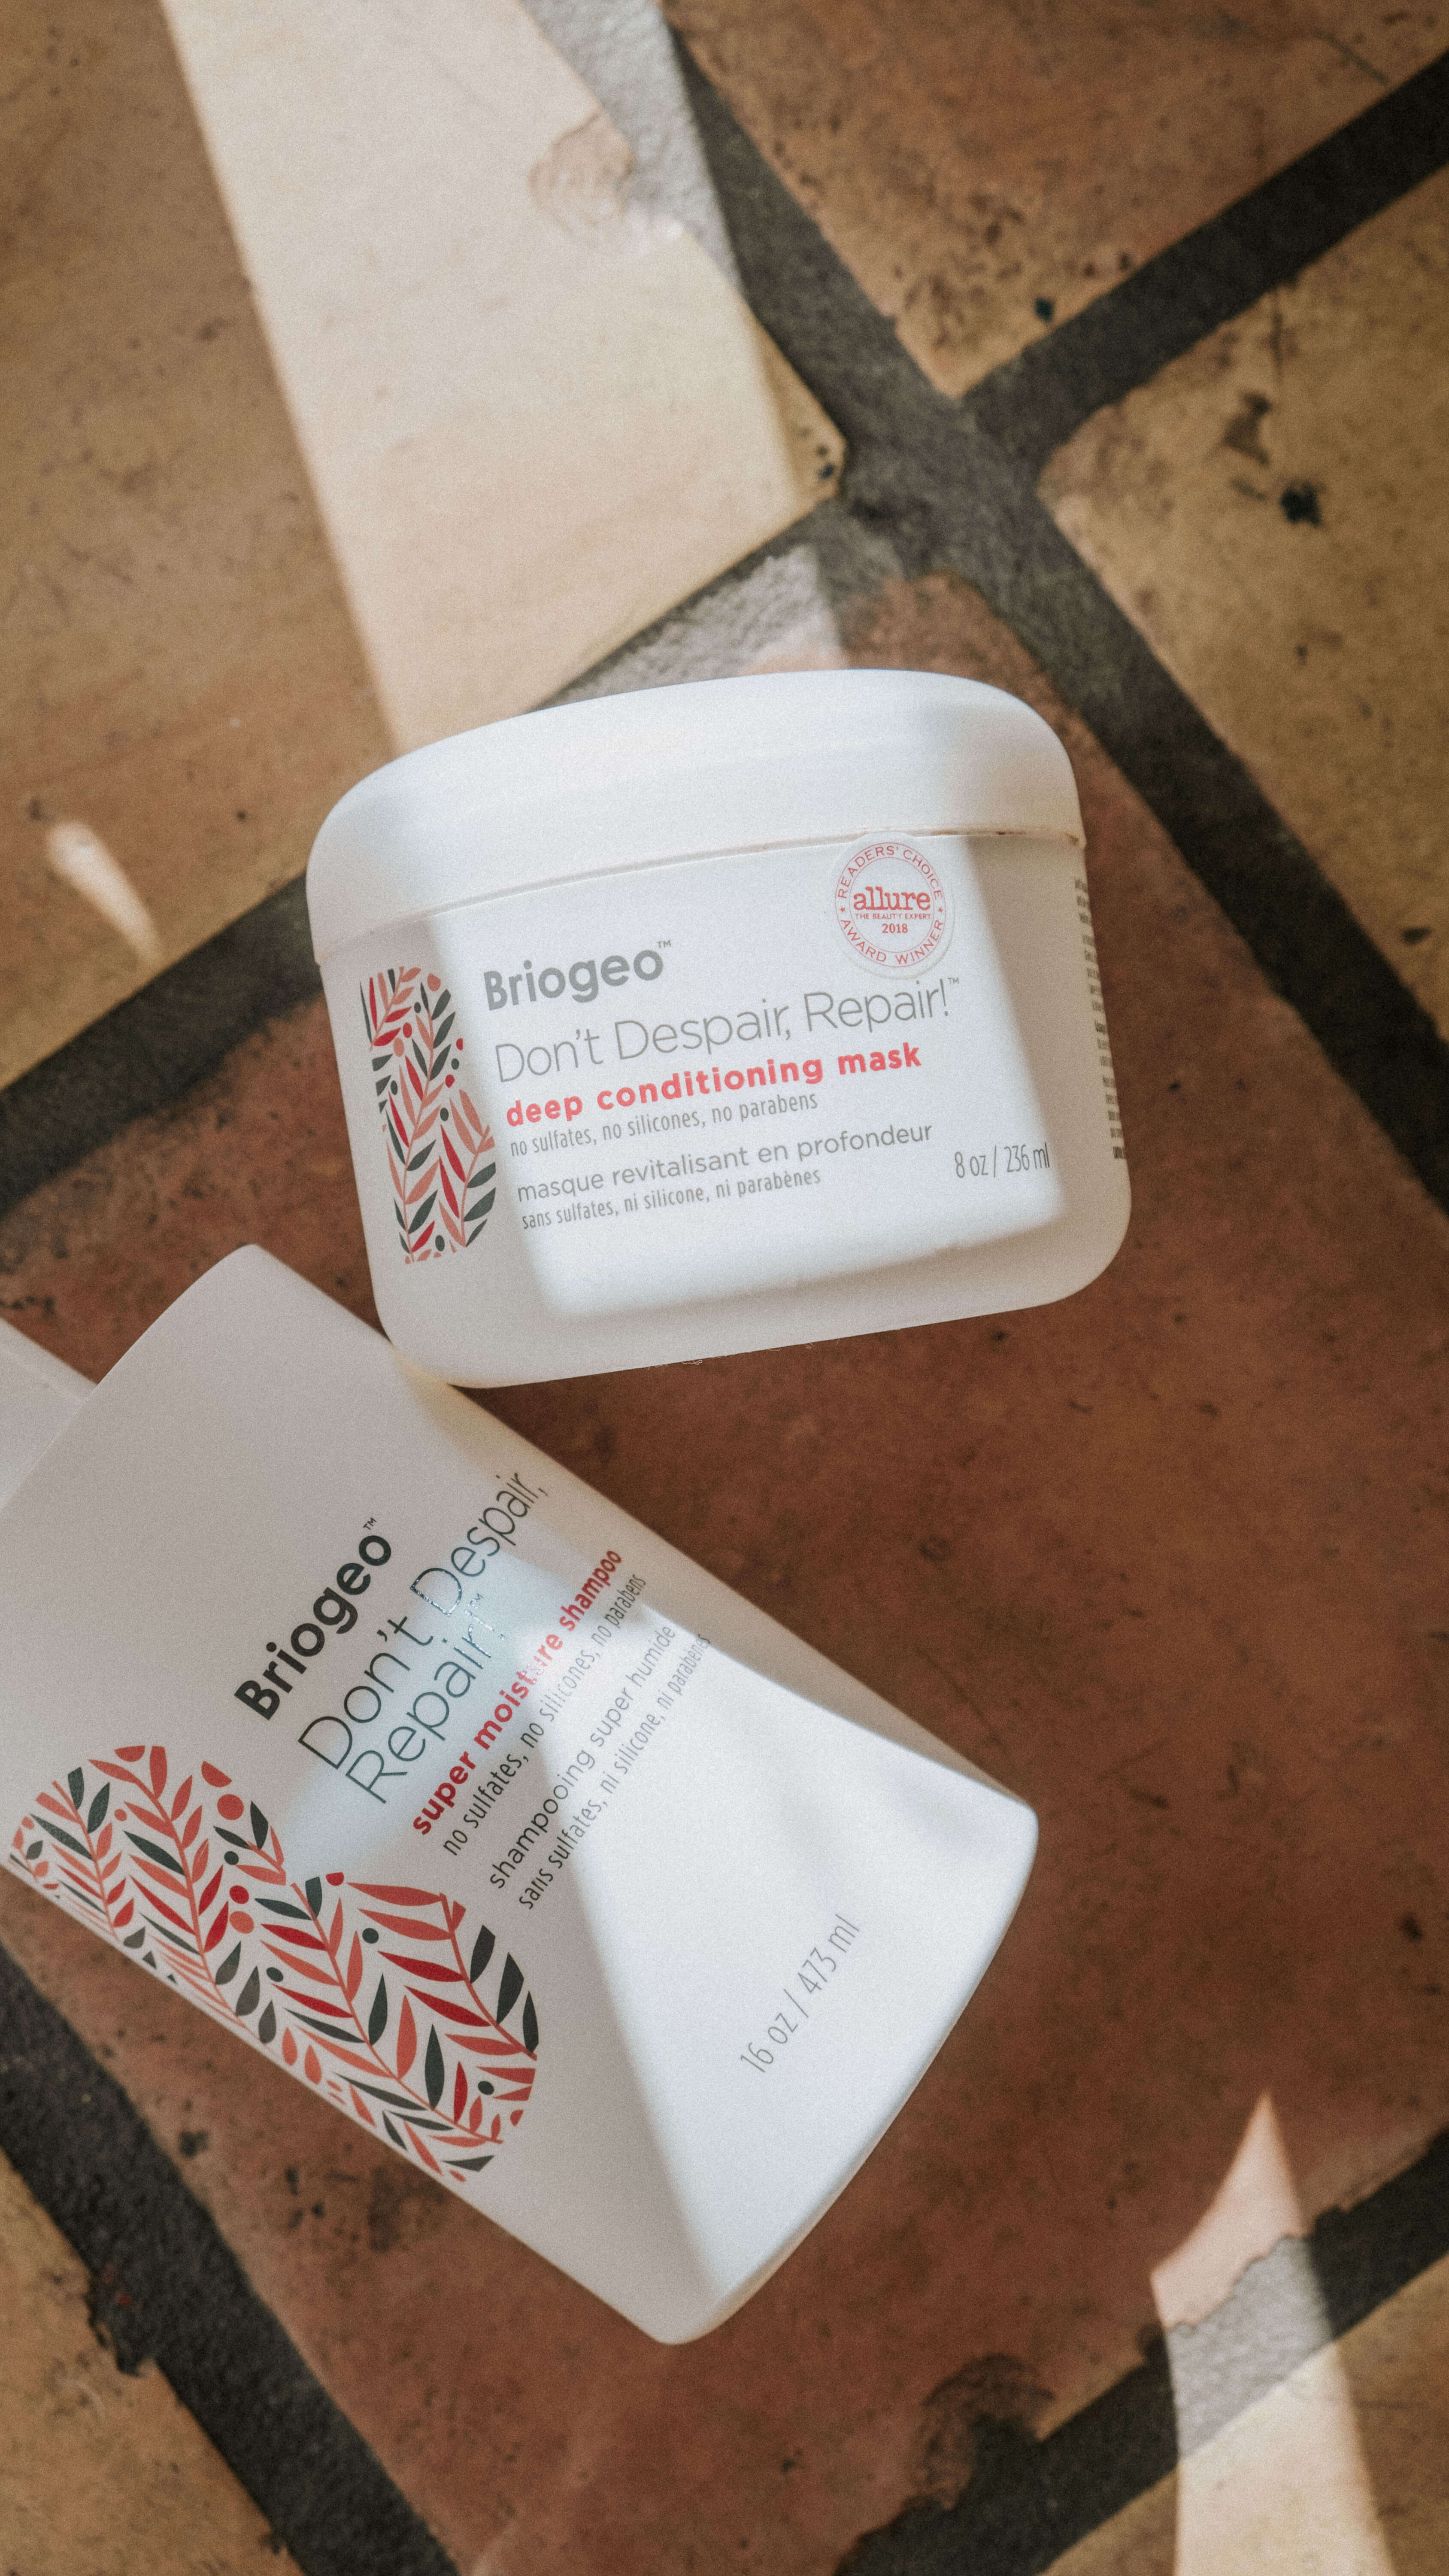 READERS' CHOICE
allure
THE BEAUTY EXPERT
2018
AWARD WINNER
Briogeo™
Don't Despair, Repair!™
deep conditioning mask
no sulfates, no silicones, no parabens
masque revitalisant en profondeur
sans sulfates, ni silicone, ni parabènes
8 oz / 236 ml
Briogeo™
Don't Despair,
Repair!™
super moisture shampoo
no sulfates, no silicones, no parabens
shampooing super humide
sans sulfates, ni silicone, ni parabènes
16 oz / 473 ml